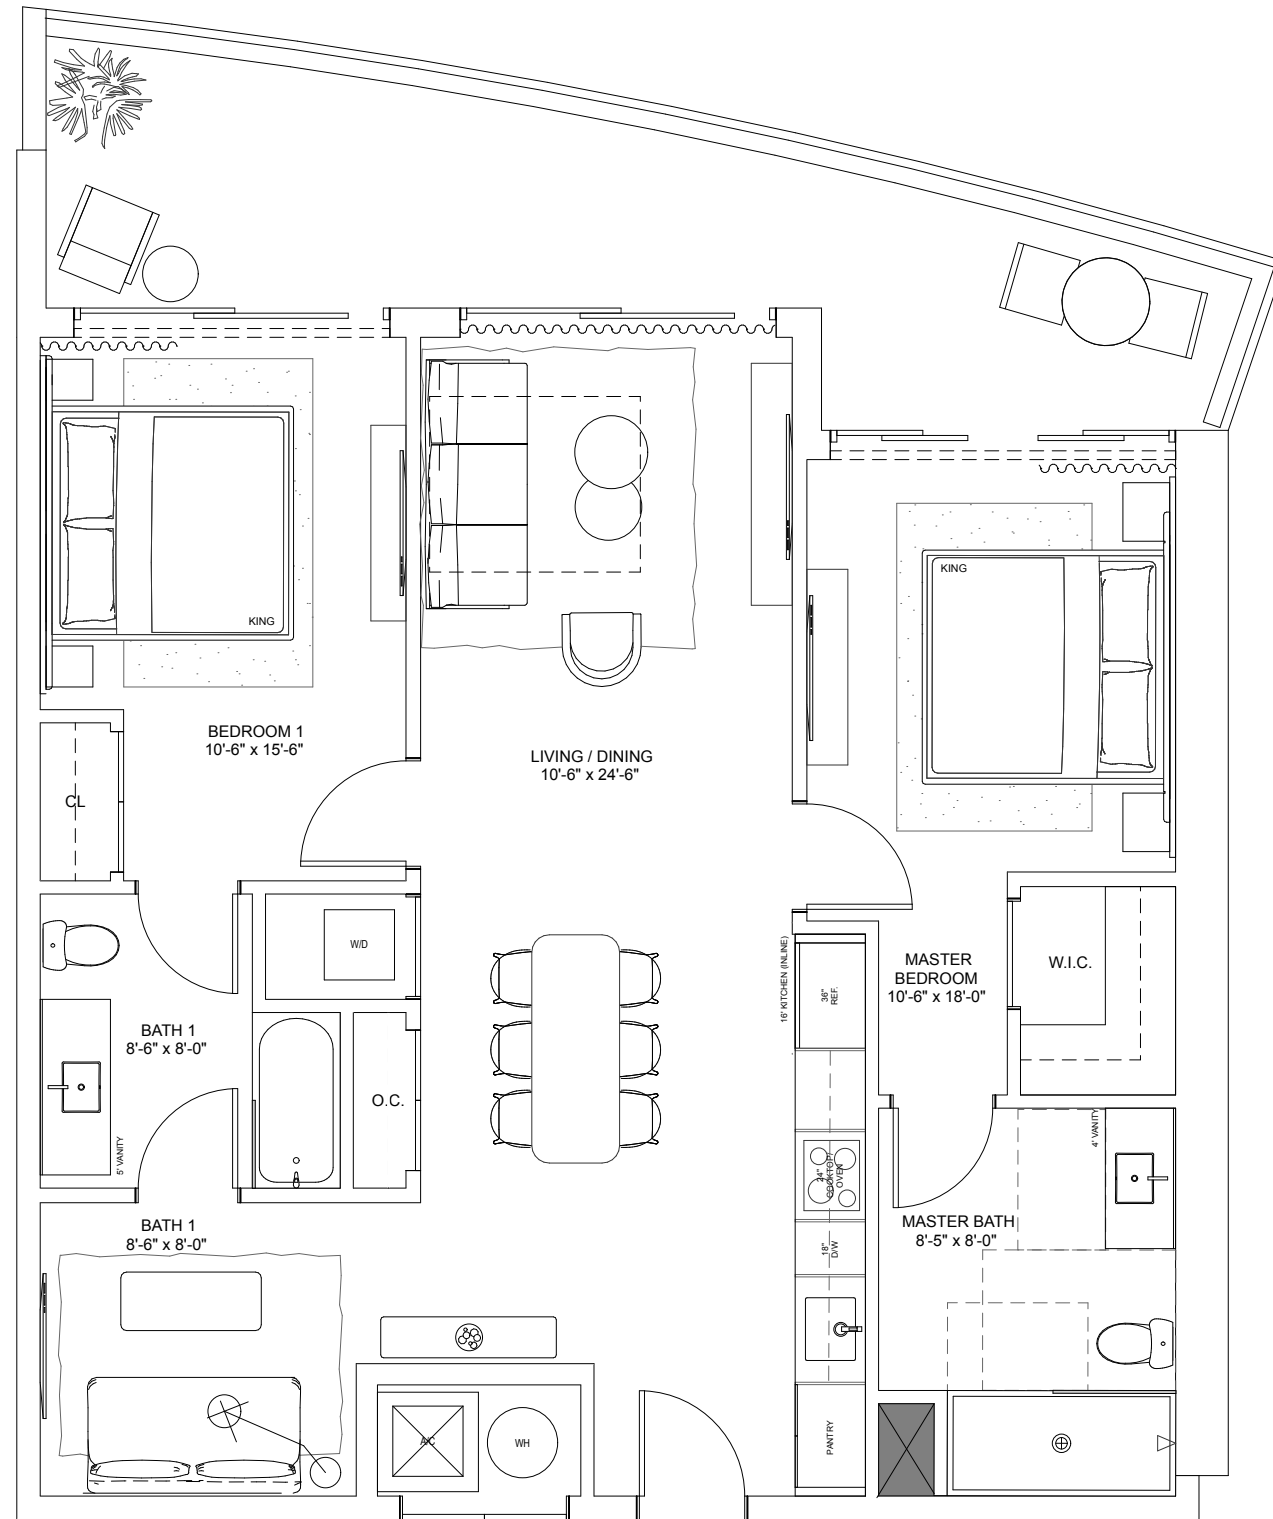 KING
KING
BEDROOM 1
10'-6" x 15'-6"
LIVING / DINING
10'-6" x 24'-6"
CL
W/D
16' KITCHEN (INLINE)
36"
REF.
MASTER
BEDROOM
10'-6" x 18'-0"
W.I.C.
BATH 1
8'-6" x 8'-0"
O.C.
5' VANITY
4' VANITY
24"
COOKTOP/
OVEN
MASTER BATH
8'-5" x 8'-0"
BATH 1
8'-6" x 8'-0"
18"
D/W
A/C
WH
PANTRY